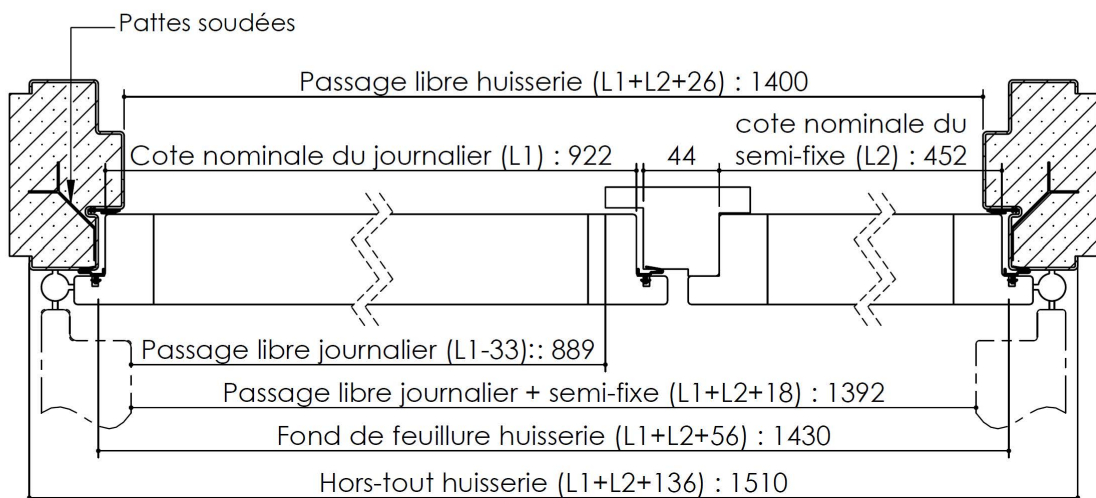 Pattes soudées
Passage libre huisserie (L1+L2+26) : 1400
cote nominale du
semi-fixe (L2) : 452
Cote nominale du journalier (L1) : 922
44
Passage libre journalier (L1-33):: 889
Passage libre journalier + semi-fixe (L1+L2+18) : 1392
Fond de feuillure huisserie (L1+L2+56) : 1430
Hors-tout huisserie (L1+L2+136) : 1510